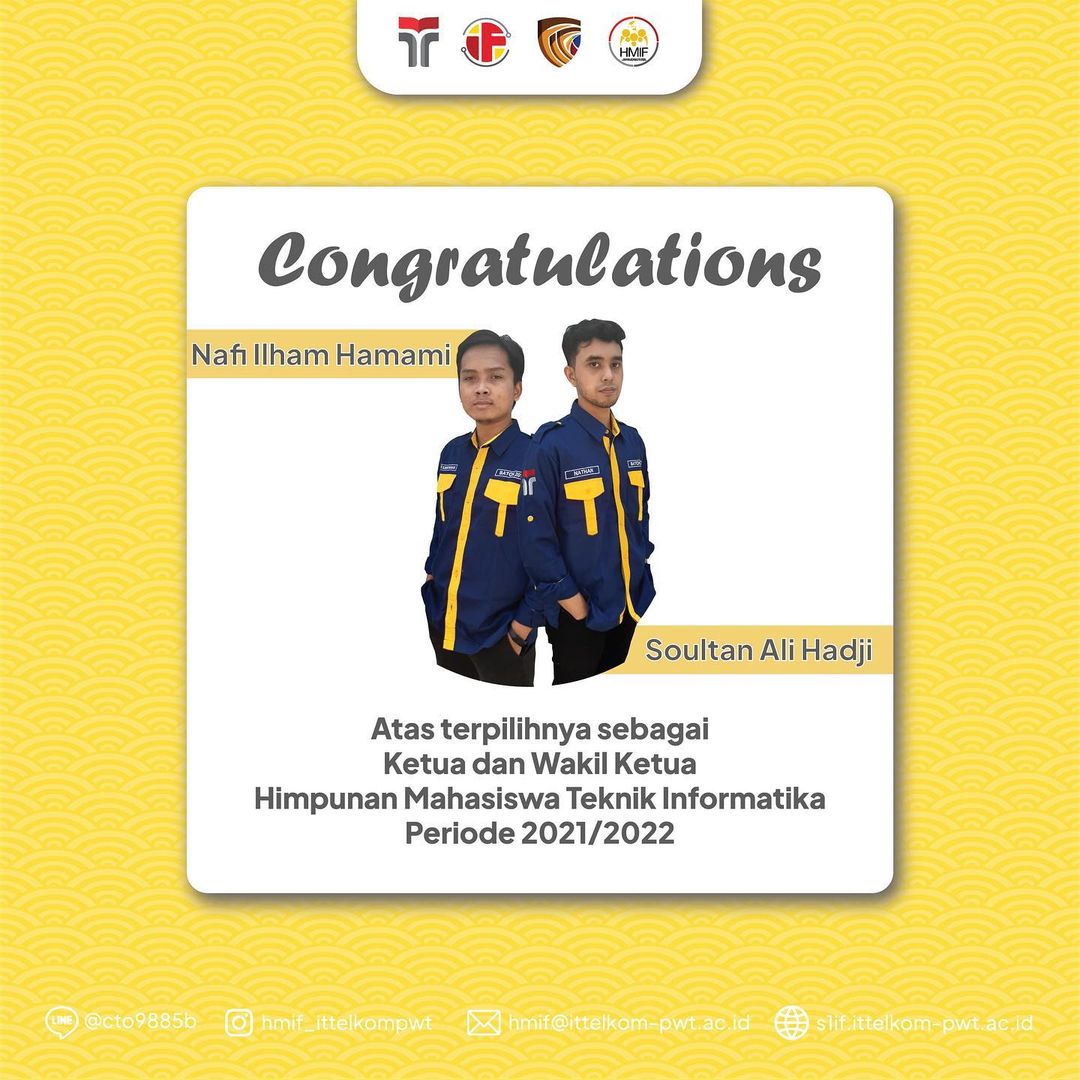 HMIF
Congratulations
Nafi Ilham Hamami
NATHAN
Soultan Ali Hadji
Atas terpilihnya sebagai
Ketua dan Wakil Ketua
Himpunan Mahasiswa Teknik Informatika
Periode 2021/2022
LINE @cto9885b
hmif_ittelkompwt
hmif@ittelkom-pwt.ac.id
s1if.ittelkom-pwt.ac.id